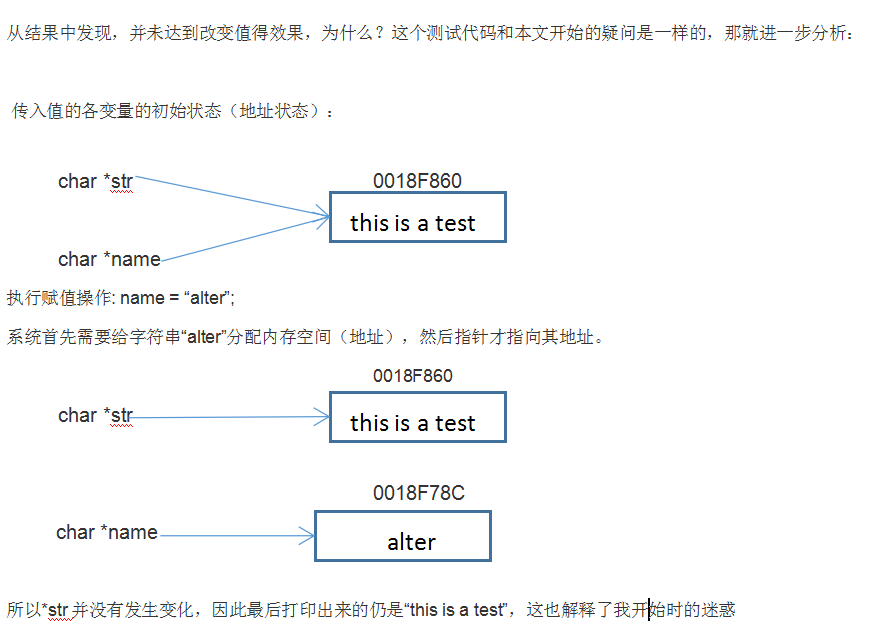 从结果中发现，并未达到改变值得效果，为什么？这个测试代码和本文开始的疑问是一样的，那就进一步分析：
传入值的各变量的初始状态（地址状态）：
0018F860
char *str
this is a test
char *name
执行赋值操作: name = “alter”;
系统首先需要给字符串“alter”分配内存空间（地址），然后指针才指向其地址。
0018F860
char *str
this is a test
0018F78C
char *name
alter
所以*str并没有发生变化，因此最后打印出来的仍是“this is a test”，这也解释了我开始时的迷惑